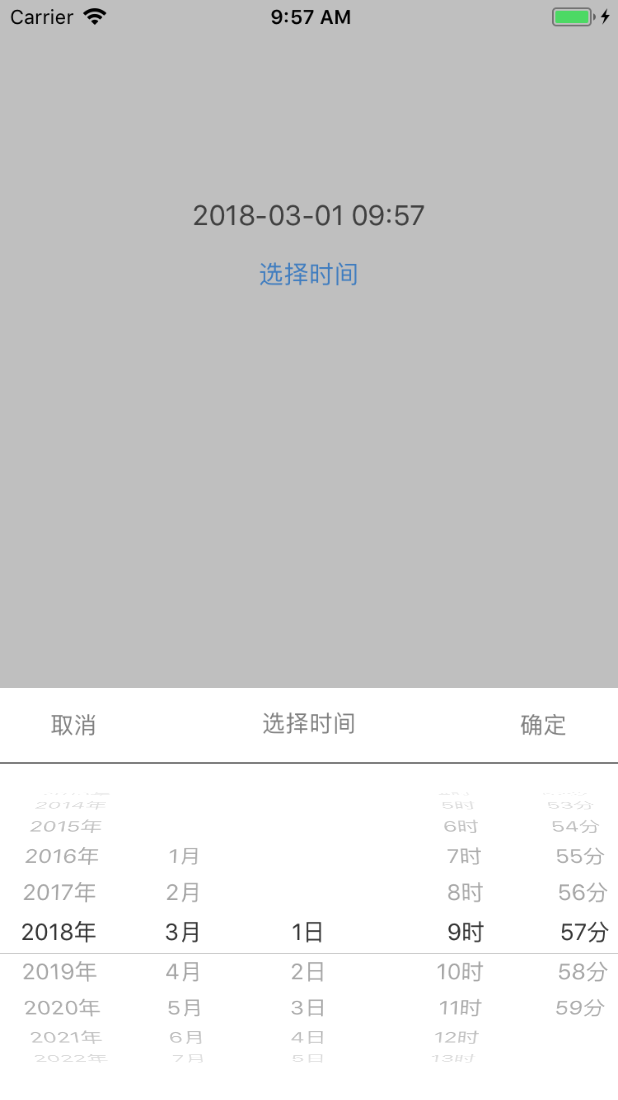 Carrier 9:57 AM
2018-03-01 09:57
选择时间
取消 选择时间 确定
2014年 5时 53分
2015年 6时 54分
2016年 1月 7时 55分
2017年 2月 8时 56分
2018年 3月 1日 9时 57分
2019年 4月 2日 10时 58分
2020年 5月 3日 11时 59分
2021年 6月 4日 12时
2022年 7月 5日 13时